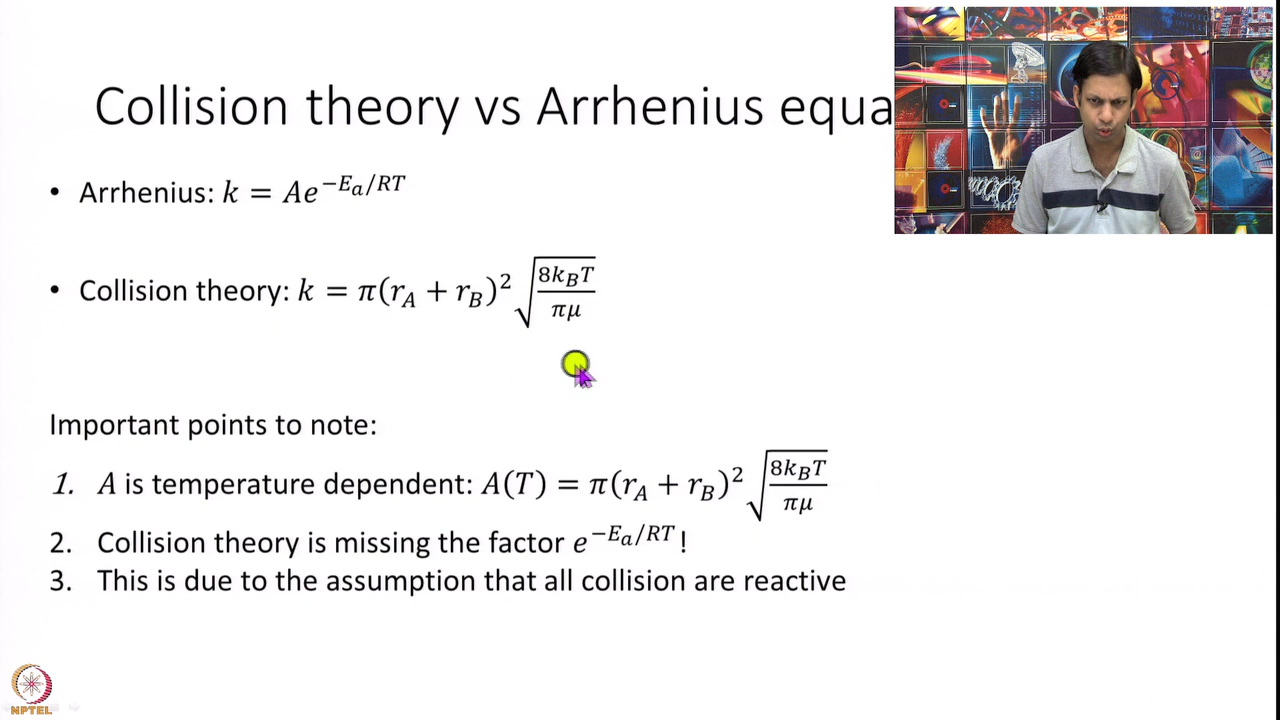 Collision theory vs Arrhenius equa
• Arrhenius: k = Ae^{−E_a/RT}
• Collision theory: k = π(r_A + r_B)² √(8k_BT/πμ)
Important points to note:
1. A is temperature dependent: A(T) = π(r_A + r_B)² √(8k_BT/πμ)
2. Collision theory is missing the factor e^{−E_a/RT}!
3. This is due to the assumption that all collision are reactive
NPTEL